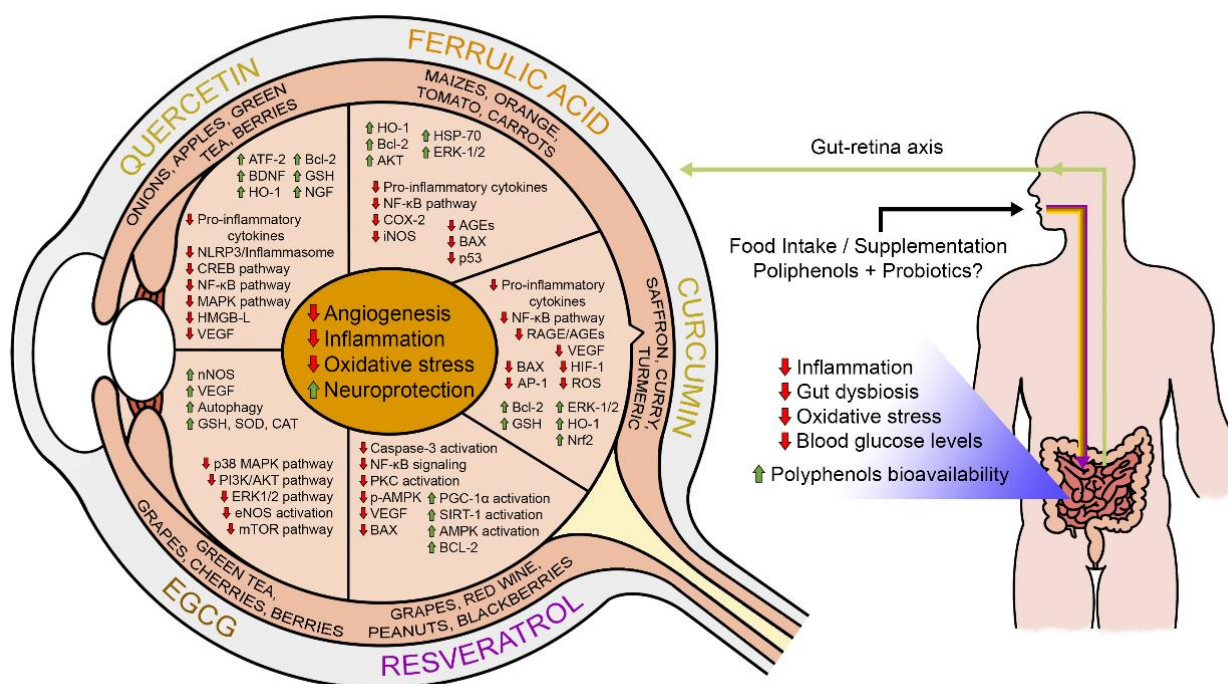 QUERCETIN
ONIONS, APPLES, GREEN
TEA, BERRIES
ATF-2
BDNF
HO-1
Bcl-2
GSH
NGF
Pro-inflammatory
cytokines
NLRP3/Inflammasome
CREB pathway
NF-κB pathway
MAPK pathway
HMGB-L
VEGF
FERRULIC ACID
MAIZES, ORANGE,
TOMATO, CARROTS
HO-1
Bcl-2
AKT
HSP-70
ERK-1/2
Pro-inflammatory cytokines
NF-κB pathway
COX-2
iNOS
AGEs
BAX
p53
CURCUMIN
SAFFRON, CURRY,
TURMERIC
Pro-inflammatory
cytokines
NF-κB pathway
RAGE/AGEs
VEGF
BAX
HIF-1
AP-1
ROS
Bcl-2
GSH
ERK-1/2
HO-1
Nrf2
Angiogenesis
Inflammation
Oxidative stress
Neuroprotection
EGCG
GREEN TEA,
GRAPES, CHERRIES, BERRIES
nNOS
VEGF
Autophagy
GSH, SOD, CAT
p38 MAPK pathway
PI3K/AKT pathway
ERK1/2 pathway
eNOS activation
mTOR pathway
RESVERATROL
GRAPES, RED WINE,
PEANUTS, BLACKBERRIES
Caspase-3 activation
NF-κB signaling
PKC activation
p-AMPK
VEGF
BAX
PGC-1α activation
SIRT-1 activation
AMPK activation
BCL-2
Gut-retina axis
Food Intake / Supplementation
Poliphenols + Probiotics?
Inflammation
Gut dysbiosis
Oxidative stress
Blood glucose levels
Polyphenols bioavailability